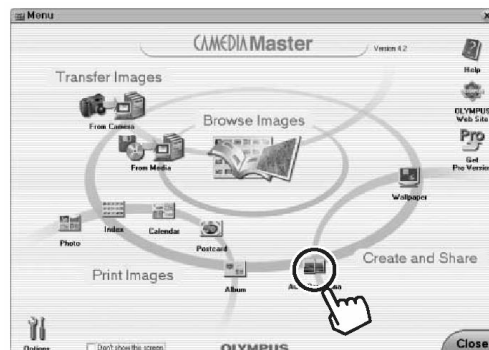 Menu
CAMEDIA Master
Version 4.2
Transfer Images
Help
From Camera
OLYMPUS
Web Site
Browse Images
From Media
Get
Pro Version
Wallpaper
Photo
Index
Calendar
Postcard
Create and Share
Print Images
Album
Options
Don't show this screen
OLYMPUS
Close